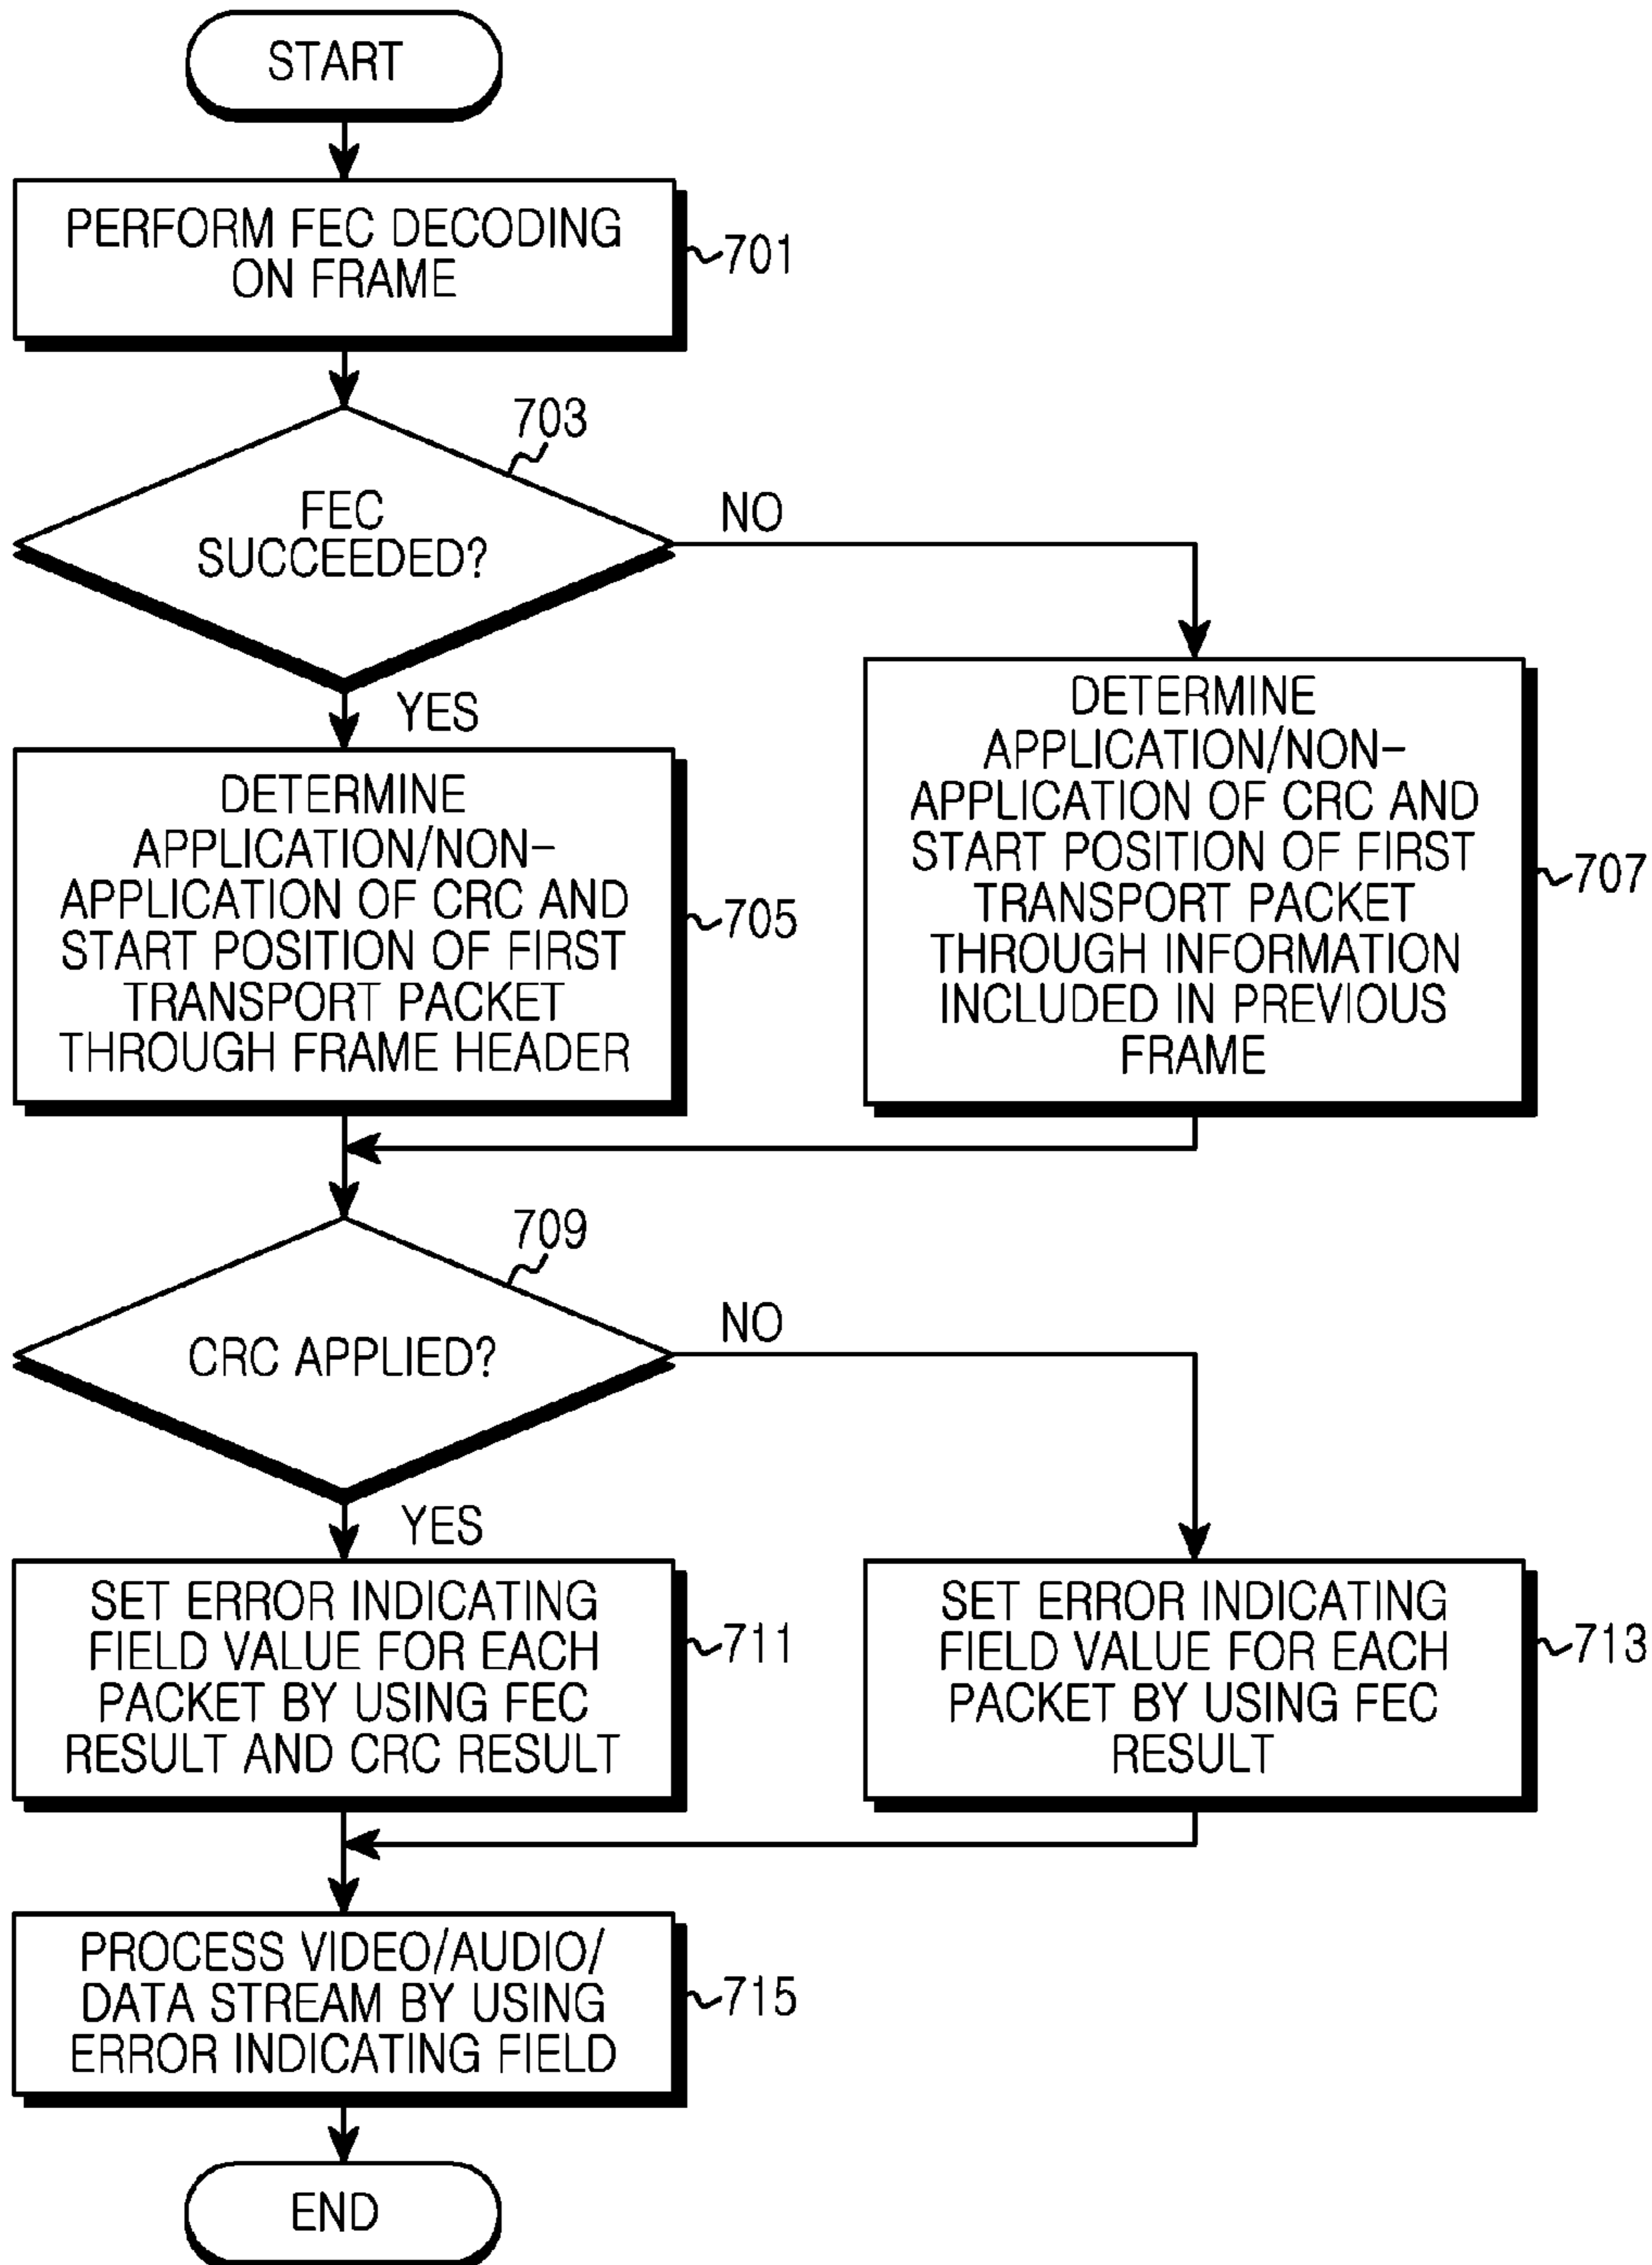 START
PERFORM FEC DECODING
ON FRAME
701
703
FEC
SUCCEEDED?
NO
YES
DETERMINE
APPLICATION/NON-
APPLICATION OF CRC AND
START POSITION OF FIRST
TRANSPORT PACKET
THROUGH FRAME HEADER
705
DETERMINE
APPLICATION/NON-
APPLICATION OF CRC AND
START POSITION OF FIRST
TRANSPORT PACKET
THROUGH INFORMATION
INCLUDED IN PREVIOUS
FRAME
707
709
CRC APPLIED?
NO
YES
SET ERROR INDICATING
FIELD VALUE FOR EACH
PACKET BY USING FEC
RESULT AND CRC RESULT
711
SET ERROR INDICATING
FIELD VALUE FOR EACH
PACKET BY USING FEC
RESULT
713
PROCESS VIDEO/AUDIO/
DATA STREAM BY USING
ERROR INDICATING FIELD
715
END